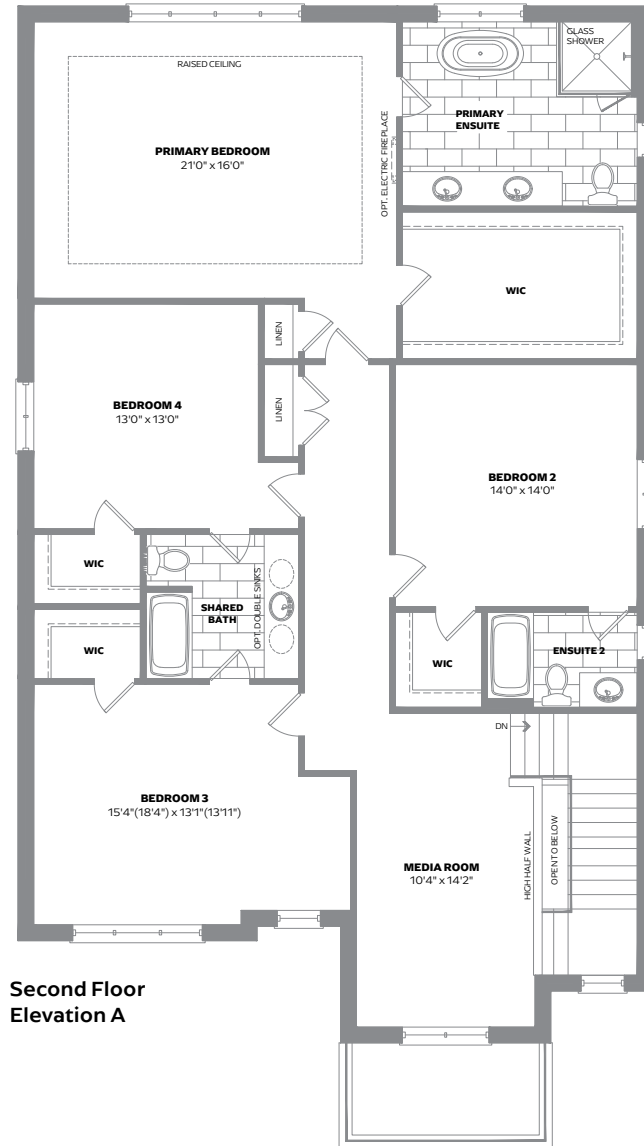 RAISED CEILING
GLASS
SHOWER
PRIMARY
ENSUITE
PRIMARY BEDROOM
21'0" x 16'0"
OPT. ELECTRIC FIREPLACE
WIC
LINEN
LINEN
BEDROOM 4
13'0" x 13'0"
BEDROOM 2
14'0" x 14'0"
WIC
SHARED
BATH
OPT. DOUBLE SINKS
WIC
WIC
ENSUITE 2
DN
BEDROOM 3
15'4"(18'4") x 13'1"(13'11")
MEDIA ROOM
10'4" x 14'2"
HIGH HALF WALL
OPEN TO BELOW
Second Floor
Elevation A